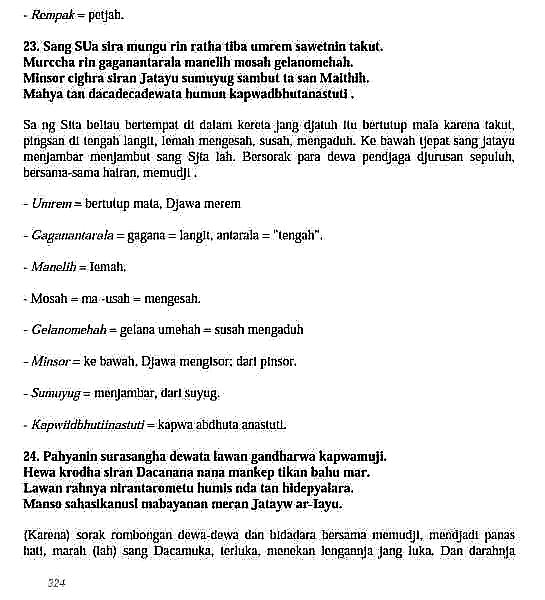 - Rempak = petjah.
23. Sang SUa sira mungu rin ratha tiba umrem sawetnin takut.
Murccha rin gaganantarala manelih mosah gelanomehah.
Minsor cighra siran Jatayu sumuyug sambut ta san Maithih.
Mahya tan dacadecadewata humun kapwadbhutanastuti .
Sa ng Sita beliau bertempat di dalam kereta jang djatuh itu bertutup mala karena takut,
pingsan di tengah langit, lemah mengesah, susah, mengaduh. Ke bawah tjepat sang jatayu
menjambar menjambut sang Sjta lah. Bersorak para dewa pendjaga djurusan sepuluh,
bersama-sama hairan, memudji .
- Umrem = bertutup mata, Djawa merem
- Gaganantarala = gagana = langit, antarala = "tengah".
- Manelih = Iemah.
- Mosah = ma -usah = mengesah.
- Gelanomehah = gelana umehah = susah mengaduh
- Minsor = ke bawah, Djawa mengisor; dari pinsor.
- Sumuyug = menjambar, dari suyug.
- Kapwitdbhutiinastuti = kapwa abdhuta anastuti.
24. Pahyanin surasangha dewata lawan gandharwa kapwamuji.
Hewa krodha siran Dacanana nana mankep tikan bahu mar.
Lawan rahnya nirantarometu humis nda tan hidepyalara.
Manso sahasikanusi mabayanan meran Jatayw ar-Iayu.
(Karena) sorak rombongan dewa-dewa dan bidadara bersama memudji, mendjadi panas
hati, marah (lah) sang Dacamuka, terluka, menekan lengannja jang luka. Dan darahnja
324